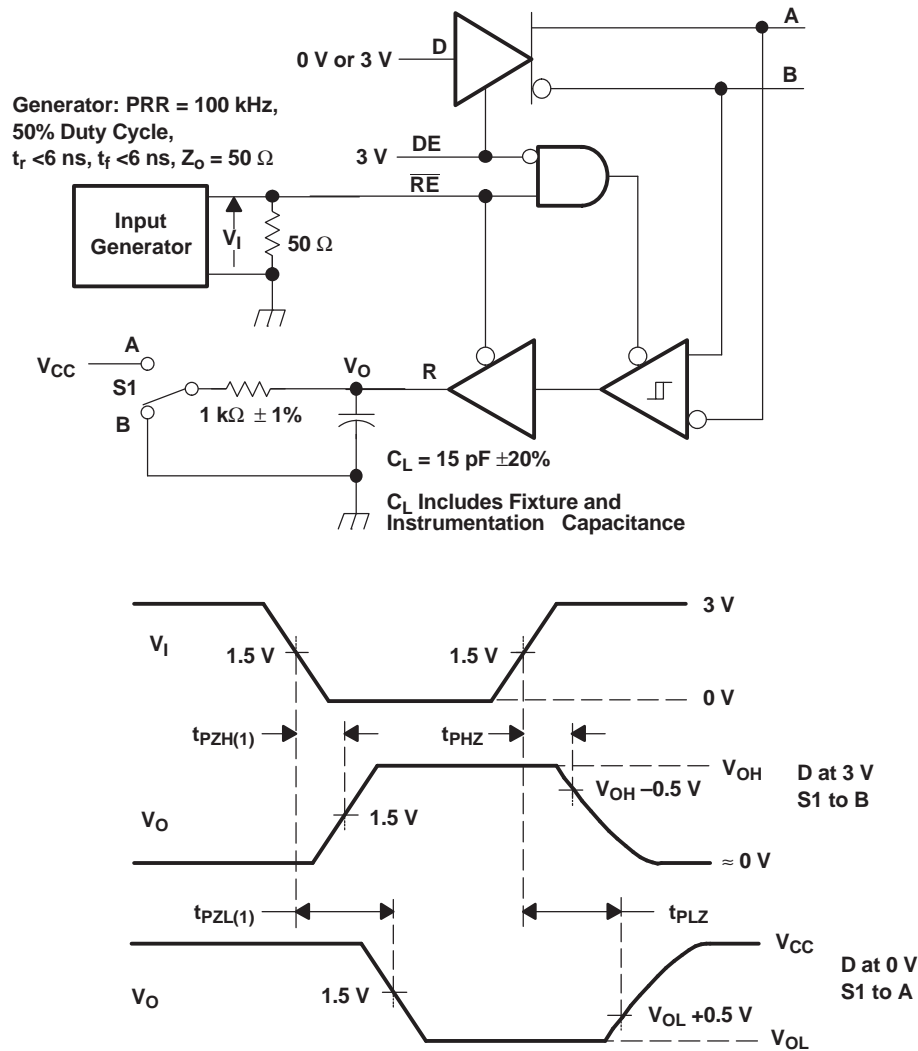 A
0 V or 3 V
D
B
Generator: PRR = 100 kHz,
50% Duty Cycle,
tr <6 ns, tf <6 ns, Zo = 50 Ω
3 V
DE
RE
Input
Generator
VI
50 Ω
A
VCC
S1
B
1 kΩ ± 1%
VO
R
CL = 15 pF ±20%
CL Includes Fixture and
Instrumentation Capacitance
3 V
VI
1.5 V
1.5 V
0 V
tPZH(1)
tPHZ
VOH
D at 3 V
S1 to B
VOH −0.5 V
1.5 V
VO
≈ 0 V
tPZL(1)
tPLZ
VCC
D at 0 V
S1 to A
VO
1.5 V
VOL +0.5 V
VOL